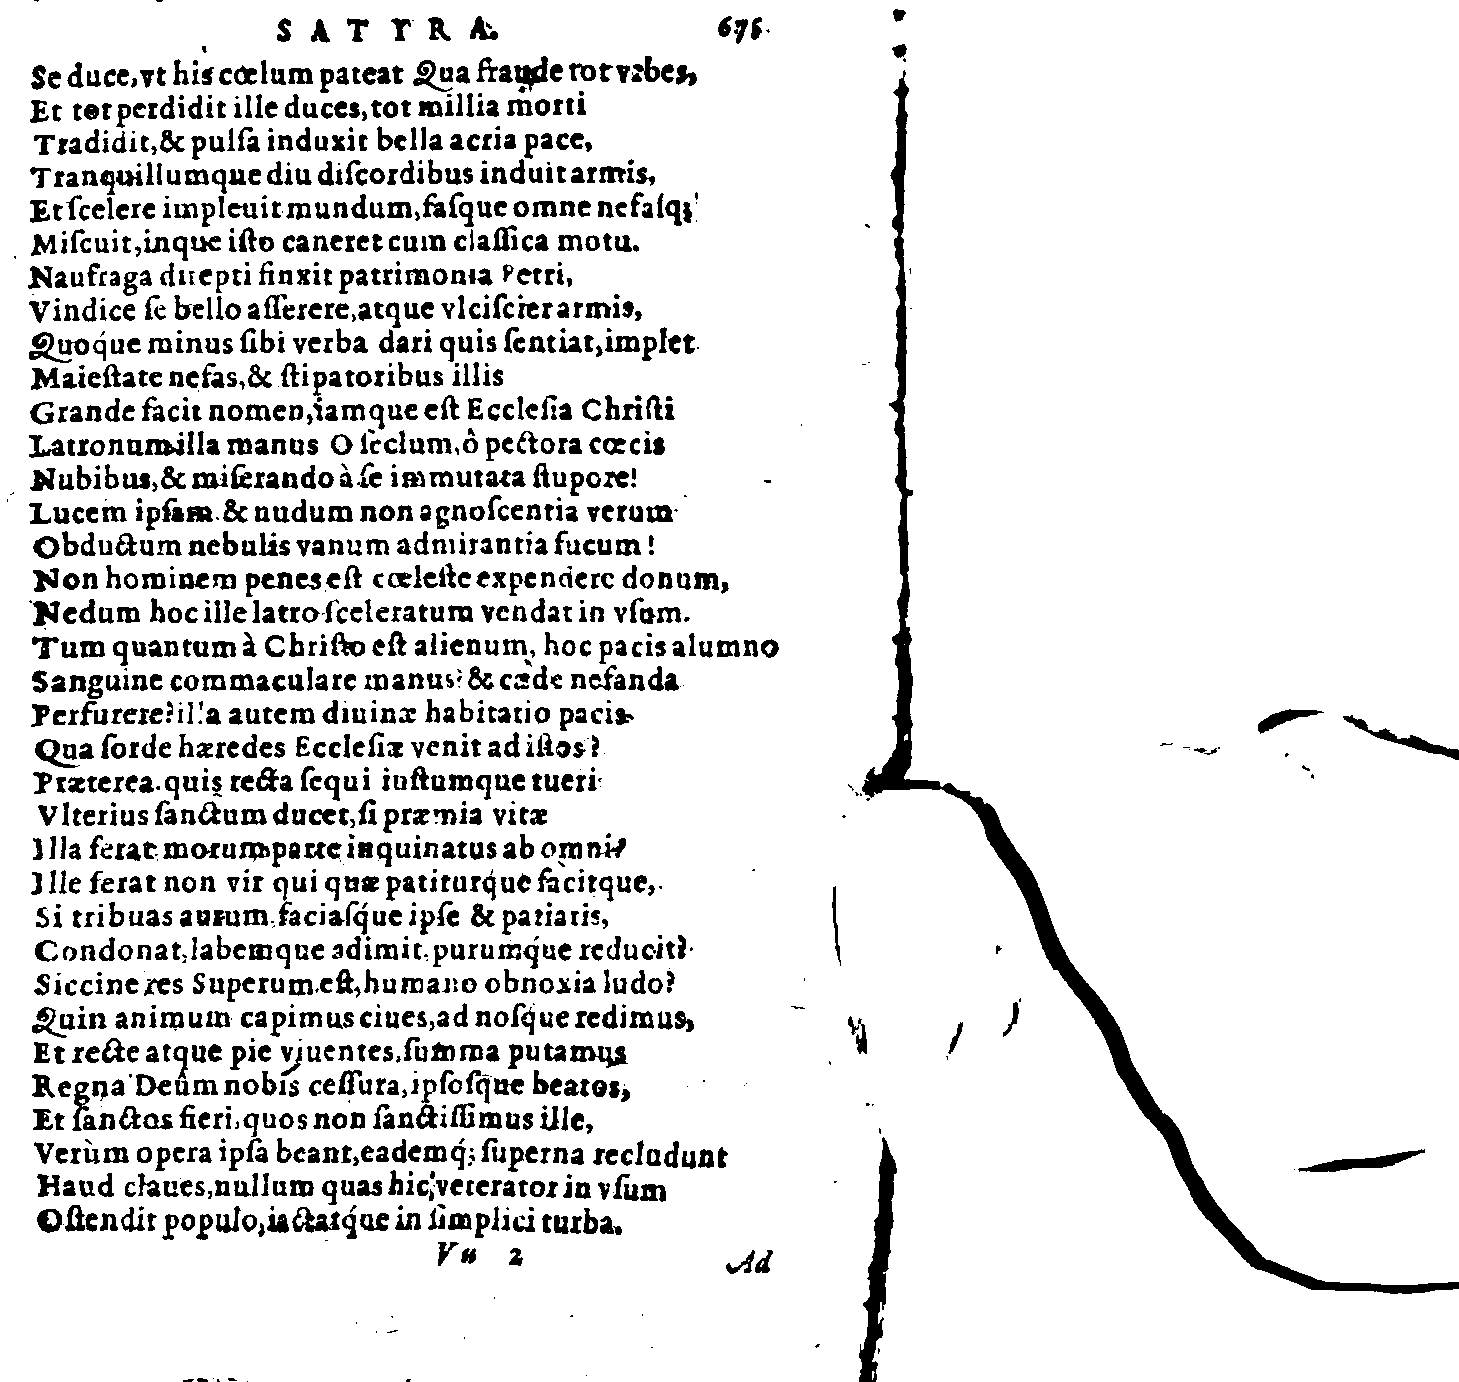 SATYRA. 675.
Se duce, vt his cœlum pateat Qua fraude tot vrbes,
Et tot perdidit ille duces, tot millia morti
Tradidit, & pulſa induxit bella acria pace,
Tranquillumque diu diſcordibus induit armis,
Et ſcelere impleuit mundum, faſque omne nefaſq;
Miſcuit, inque iſto caneret cum claſſica motu.
Naufraga direpti finxit patrimonia Petri,
Vindice ſe bello aſſerere, atque vlciſcier armis,
Quoq́ue minus ſibi verba dari quis ſentiat, implet
Maieſtate nefas, & ſtipatoribus illis
Grande facit nomen, iamque eſt Eccleſia Chriſti
Latronum illa manus O ſeclum, ô pectora cœcis
Nubibus, & miſerando à ſe immutata ſtupore!
Lucem ipſam & nudum non agnoſcentia verum
Obductum nebulis vanum admirantia fucum!
Non hominem penes eſt cœleſte expendere donum,
Nedum hoc ille latro ſceleratum vendat in vſum.
Tum quantum à Chriſto eſt alienum, hoc pacis alumno
Sanguine commaculare manus? & cæde nefanda
Perfurere? illa autem diuinæ habitatio pacis
Qua ſorde hæredes Eccleſiæ venit ad iſtos?
Præterea quis recta ſequi iuſtumque tueri
Vlterius ſanctum ducet, ſi præmia vitæ
Illa ferat morum parte inquinatus ab omni?
Ille ferat non vir qui quæ patiturq́ue facitque,
Si tribuas aurum faciaſq́ue ipſe & patiaris,
Condonat, labemque adimit, purumq́ue reducit?
Siccine res Superum eſt, humano obnoxia ludo?
Quin animum capimus ciues, ad noſque redimus,
Et recte atque pie viuentes, ſumma putamus
Regna Deûm nobis ceſſura, ipſoſque beatos,
Et ſanctos fieri, quos non ſanctiſſimus ille,
Verùm opera ipſa beant, eademq́; ſuperna recludunt
Haud claues, nullum quas hic veterator in vſum
Oſtendit populo, iactatq́ue in ſimplici turba.
Vu 2 Ad